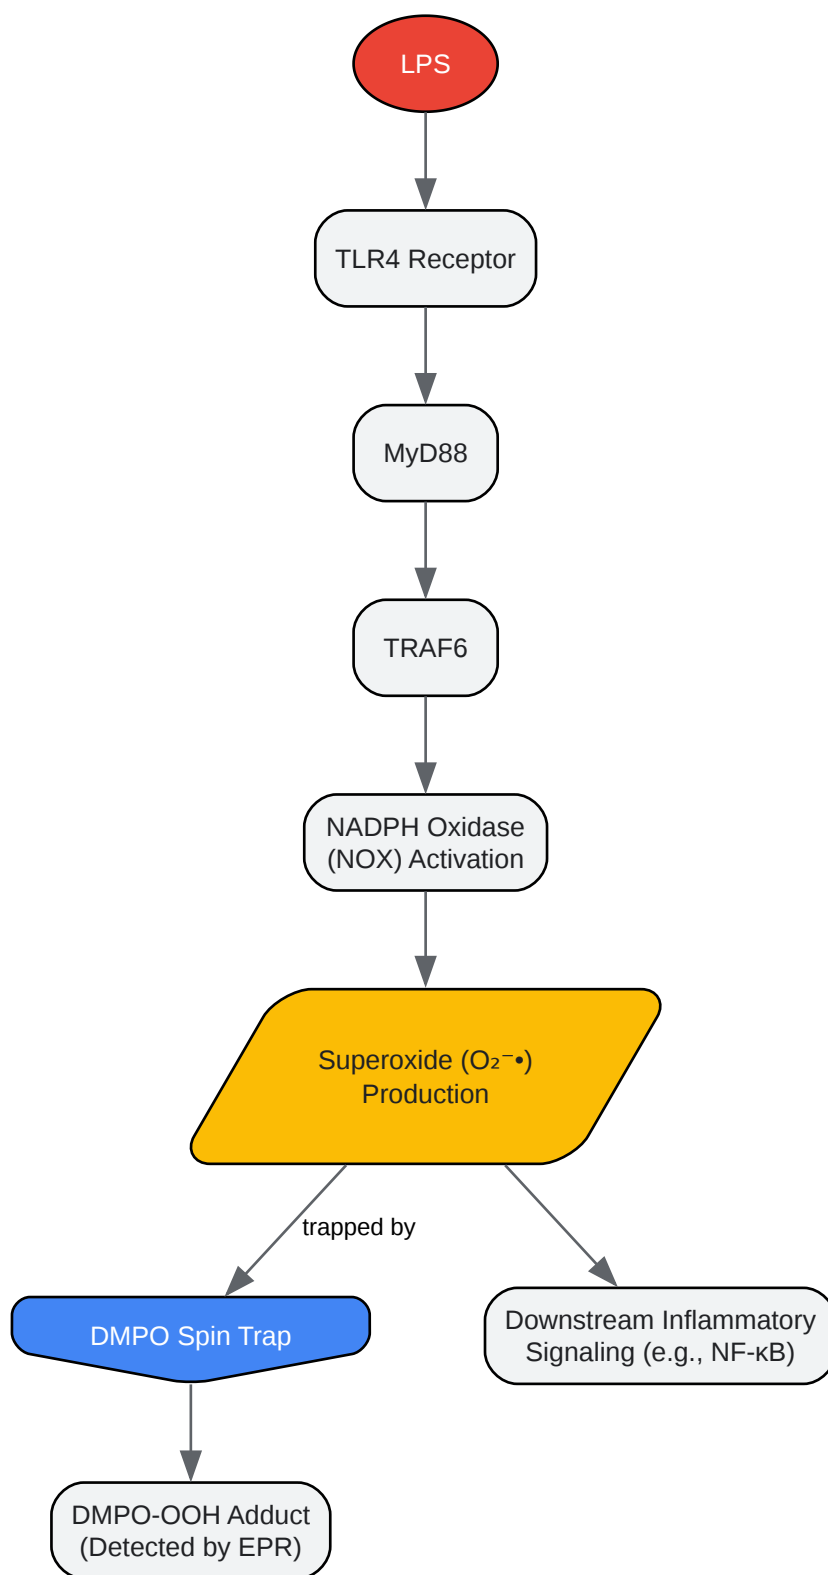 LPS
TLR4 Receptor
MyD88
TRAF6
NADPH Oxidase
(NOX) Activation
Superoxide (O₂⁻•)
Production
trapped by
DMPO Spin Trap
Downstream Inflammatory
Signaling (e.g., NF-κB)
DMPO-OOH Adduct
(Detected by EPR)